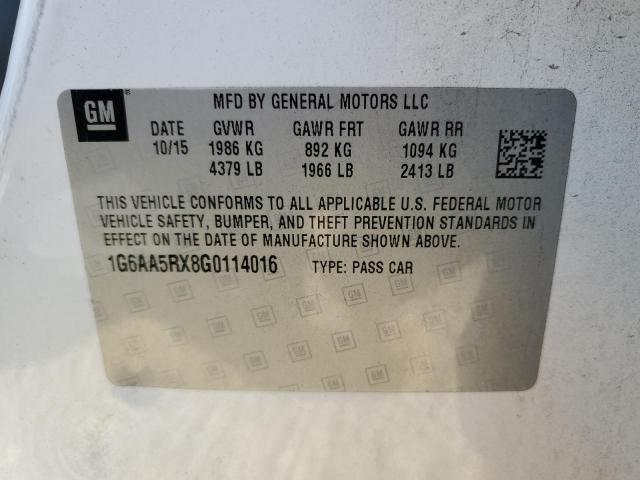 GM
MFD BY GENERAL MOTORS LLC
DATE GVWR GAWR FRT GAWR RR
10/15 1986 KG 892 KG 1094 KG
4379 LB 1966 LB 2413 LB
THIS VEHICLE CONFORMS TO ALL APPLICABLE U.S. FEDERAL MOTOR
VEHICLE SAFETY, BUMPER, AND THEFT PREVENTION STANDARDS IN
EFFECT ON THE DATE OF MANUFACTURE SHOWN ABOVE.
1G6AA5RX8G0114016 TYPE: PASS CAR